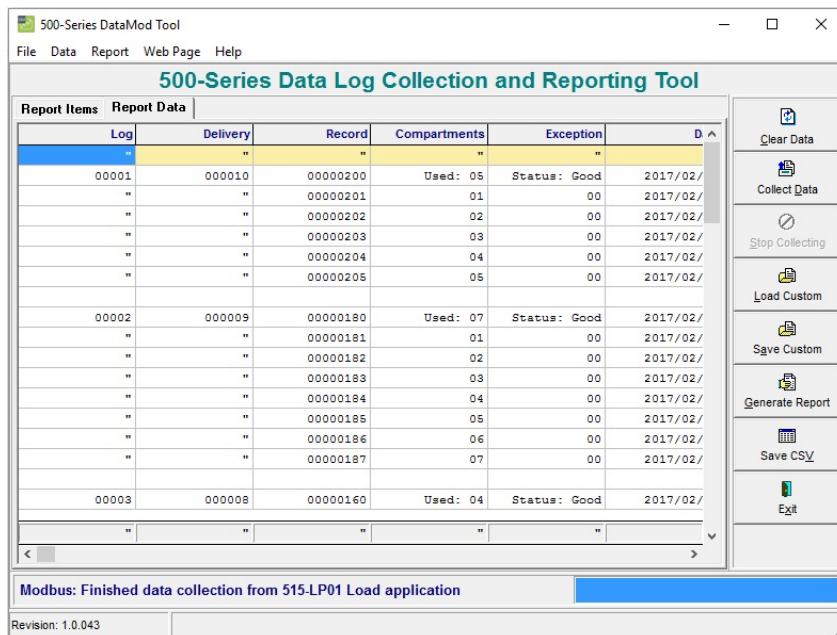 500-Series DataMod Tool
File Data Report Web Page Help
500-Series Data Log Collection and Reporting Tool
Report Items Report Data
Log Delivery Record Compartments Exception D
" " " " "
00001 000010 00000200 Used: 05 Status: Good 2017/02/
" " 00000201 01 00 2017/02/
" " 00000202 02 00 2017/02/
" " 00000203 03 00 2017/02/
" " 00000204 04 00 2017/02/
" " 00000205 05 00 2017/02/
00002 000009 00000180 Used: 07 Status: Good 2017/02/
" " 00000181 01 00 2017/02/
" " 00000182 02 00 2017/02/
" " 00000183 03 00 2017/02/
" " 00000184 04 00 2017/02/
" " 00000185 05 00 2017/02/
" " 00000186 06 00 2017/02/
" " 00000187 07 00 2017/02/
00003 000008 00000160 Used: 04 Status: Good 2017/02/
" " " " "
Clear Data
Collect Data
Stop Collecting
Load Custom
Save Custom
Generate Report
Save CSV
Exit
Modbus: Finished data collection from 515-LP01 Load application
Revision: 1.0.043